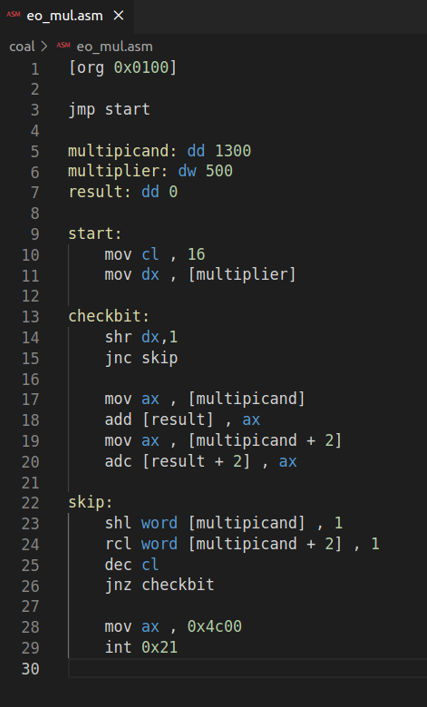 ASM eo_mul.asm ×
coal > ASM eo_mul.asm
1 [org 0x0100]
2
3 jmp start
4
5 multipicand: dd 1300
6 multiplier: dw 500
7 result: dd 0
8
9 start:
10 mov cl , 16
11 mov dx , [multiplier]
12
13 checkbit:
14 shr dx,1
15 jnc skip
16
17 mov ax , [multipicand]
18 add [result] , ax
19 mov ax , [multipicand + 2]
20 adc [result + 2] , ax
21
22 skip:
23 shl word [multipicand] , 1
24 rcl word [multipicand + 2] , 1
25 dec cl
26 jnz checkbit
27
28 mov ax , 0x4c00
29 int 0x21
30